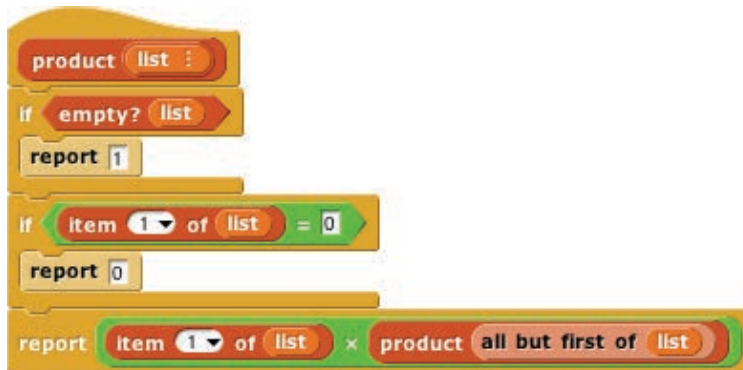 product list ⋮
if empty? list
report 1
if item 1 of list = 0
report 0
report item 1 of list × product all but first of list